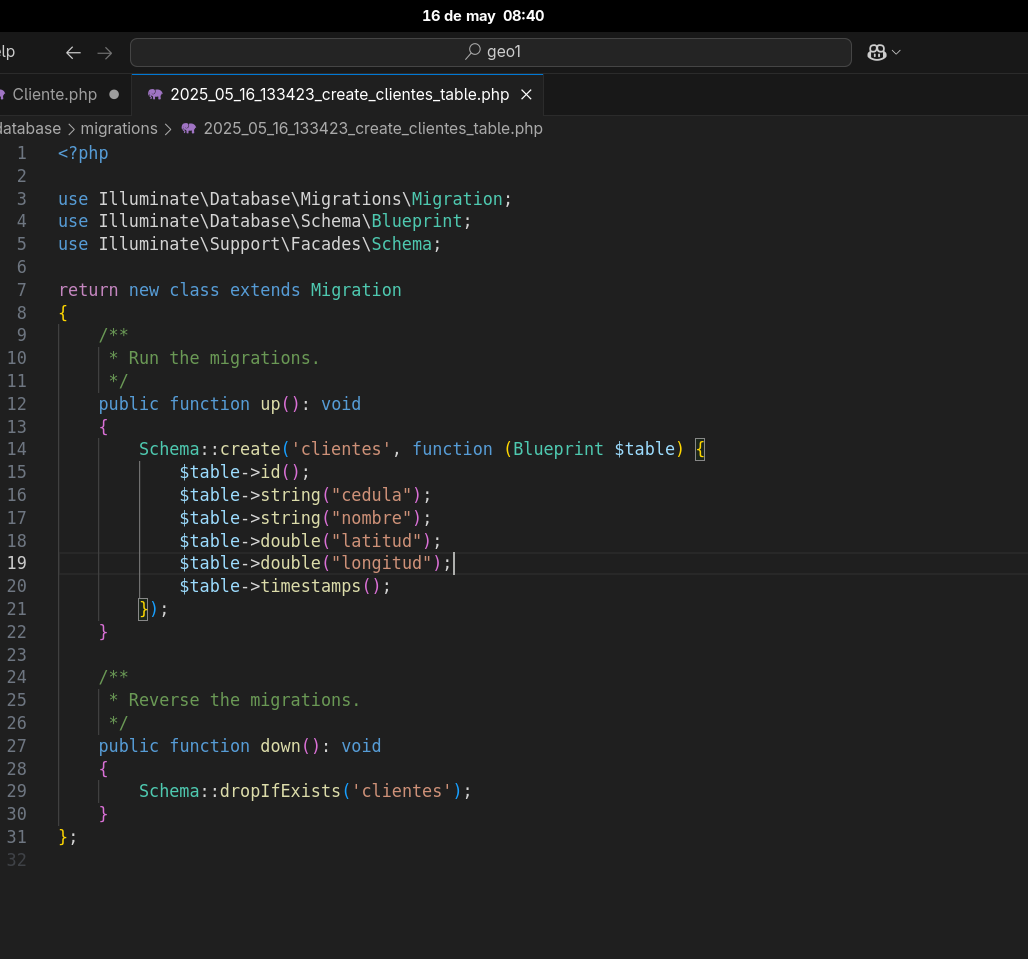 16 de may 08:40
elp
geo1
Cliente.php
2025_05_16_133423_create_clientes_table.php
database > migrations > 2025_05_16_133423_create_clientes_table.php
1 <?php
2
3 use Illuminate\Database\Migrations\Migration;
4 use Illuminate\Database\Schema\Blueprint;
5 use Illuminate\Support\Facades\Schema;
6
7 return new class extends Migration
8 {
9     /**
10      * Run the migrations.
11      */
12     public function up(): void
13     {
14         Schema::create('clientes', function (Blueprint $table) {
15             $table->id();
16             $table->string("cedula");
17             $table->string("nombre");
18             $table->double("latitud");
19             $table->double("longitud");
20             $table->timestamps();
21         });
22     }
23
24     /**
25      * Reverse the migrations.
26      */
27     public function down(): void
28     {
29         Schema::dropIfExists('clientes');
30     }
31 };
32